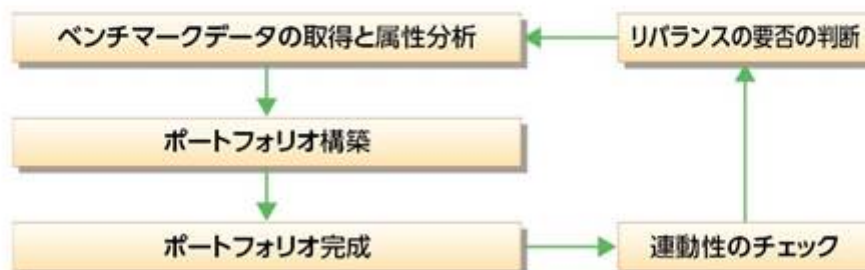 ベンチマークデータの取得と属性分析
リバランスの要否の判断
ポートフォリオ構築
ポートフォリオ完成
連動性のチェック